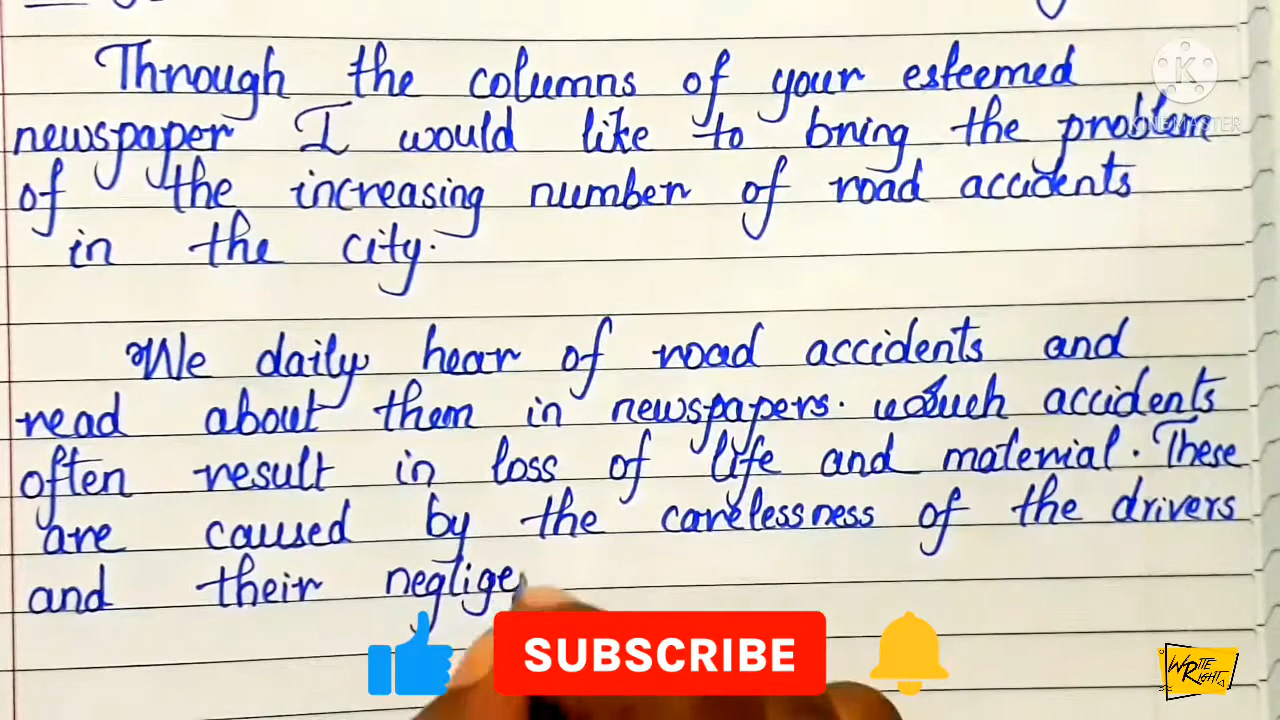 Through the columns of your esteemed
newspaper I would like to bring the problem
of the increasing number of road accidents
in the city.
We daily hear of road accidents and
read about them in newspapers. Such accidents
often result in loss of life and material. These
are caused by the carelessness of the drivers
and their neglige
K
KINEMASTER
SUBSCRIBE
WRITE
RIGHT